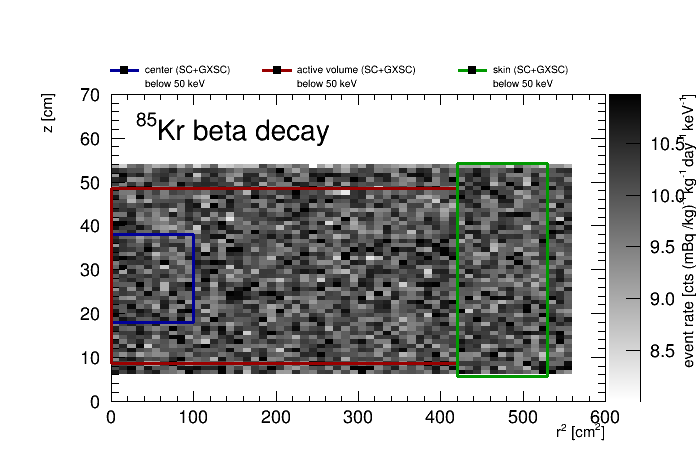 center (SC+GXSC)
below 50 keV
active volume (SC+GXSC)
below 50 keV
skin (SC+GXSC)
below 50 keV
z [cm]
⁸⁵Kr beta decay
70
60
50
40
30
20
10
0
0 100 200 300 400 500 600
r² [cm²]
10.5
10.0
9.5
9.0
8.5
event rate [cts (mBq /kg)⁻¹ kg⁻¹ day⁻¹ keV⁻¹]